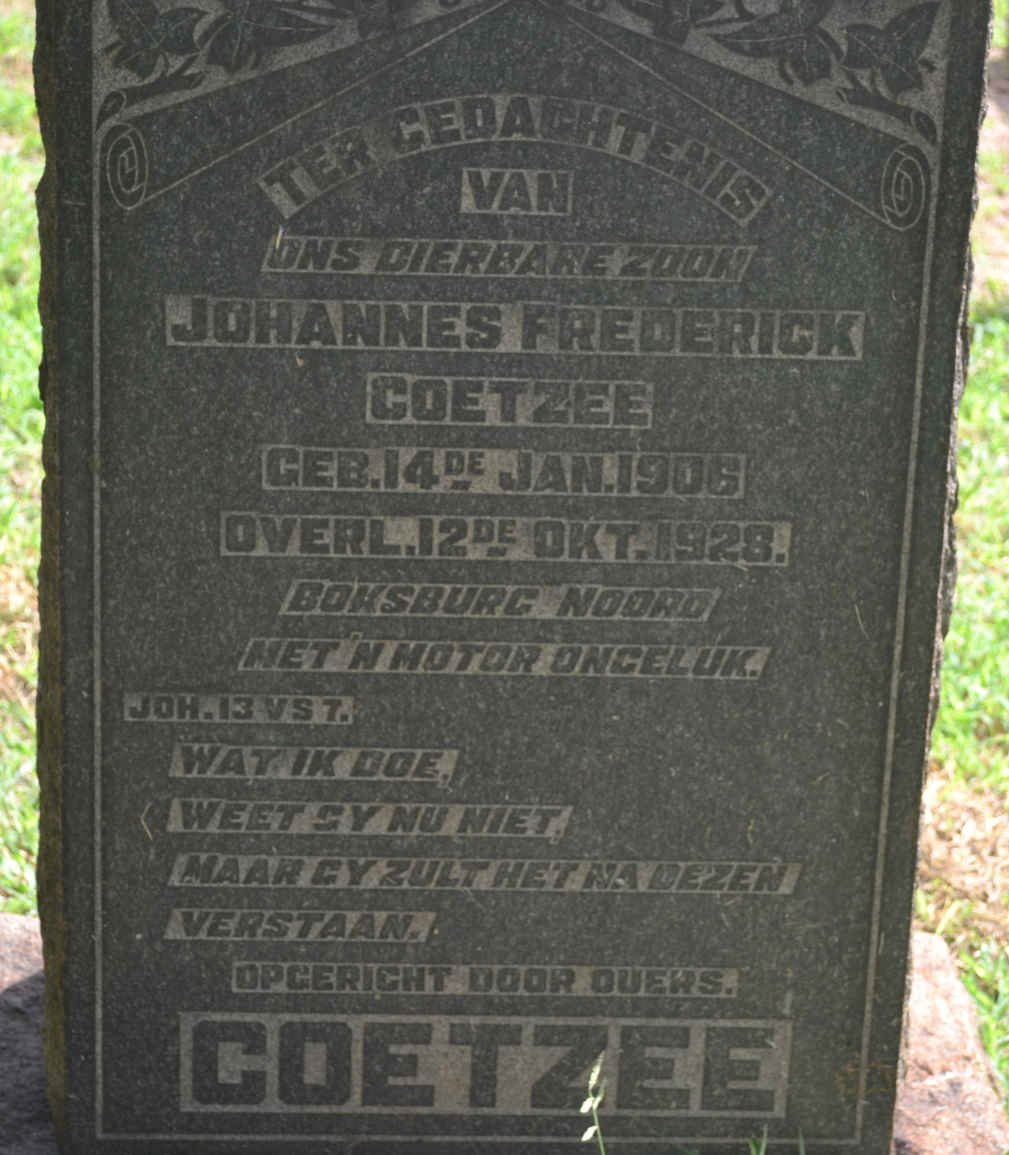 TER GEDACHTENIS
VAN
ONS DIERBARE ZOON
JOHANNES FREDERICK
COETZEE
GEB. 14DE JAN. 1906
OVERL. 12DE OKT. 1928.
BOKSBURG NOORD
MET 'N MOTOR ONGELUK.
JOH. 13 VS 7.
WAT IK DOE,
WEET GY NU NIET,
MAAR GY ZULT HET NA DEZEN
VERSTAAN.
OPGERICHT DOOR OUERS.
COETZEE